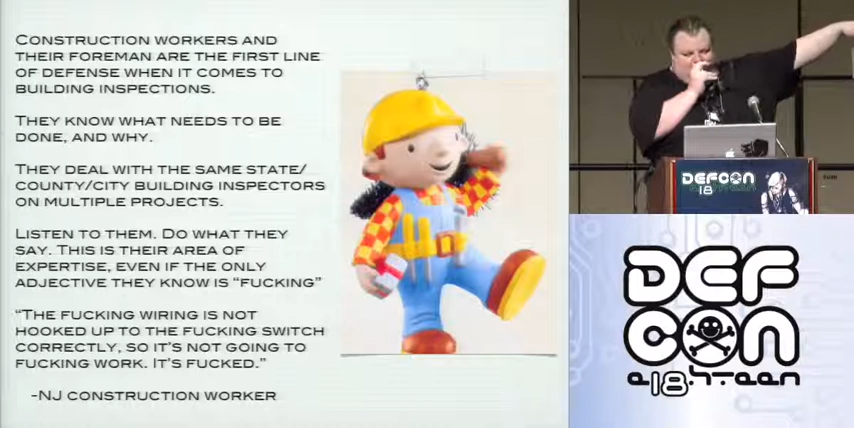 CONSTRUCTION WORKERS AND
THEIR FOREMAN ARE THE FIRST LINE
OF DEFENSE WHEN IT COMES TO
BUILDING INSPECTIONS.
THEY KNOW WHAT NEEDS TO BE
DONE, AND WHY.
THEY DEAL WITH THE SAME STATE/
COUNTY/CITY BUILDING INSPECTORS
ON MULTIPLE PROJECTS.
LISTEN TO THEM. DO WHAT THEY
SAY. THIS IS THEIR AREA OF
EXPERTISE, EVEN IF THE ONLY
ADJECTIVE THEY KNOW IS “FUCKING”
“THE FUCKING WIRING IS NOT
HOOKED UP TO THE FUCKING SWITCH
CORRECTLY, SO IT’S NOT GOING TO
FUCKING WORK. IT’S FUCKED.”
-NJ CONSTRUCTION WORKER
DEFCON
18
DEF
CON
18